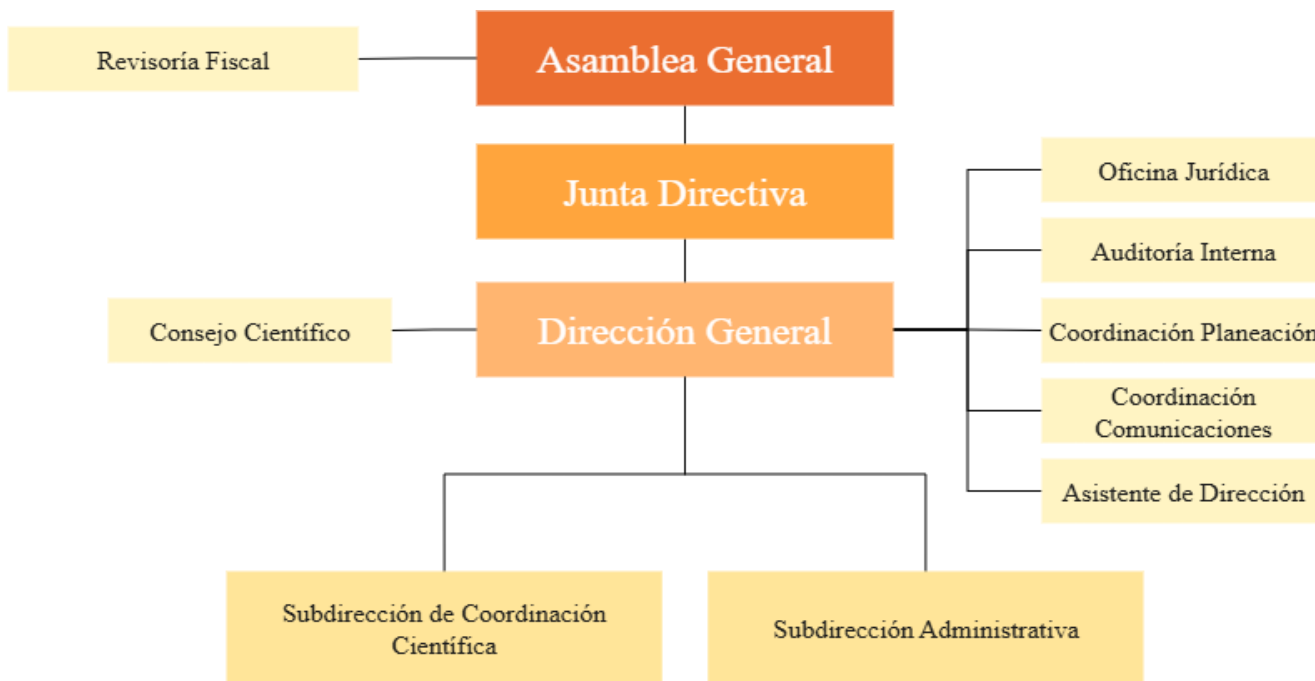 Asamblea General
Revisoría Fiscal
Junta Directiva
Oficina Jurídica
Auditoría Interna
Dirección General
Consejo Científico
Coordinación Planeación
Coordinación
Comunicaciones
Asistente de Dirección
Subdirección de Coordinación
Científica
Subdirección Administrativa